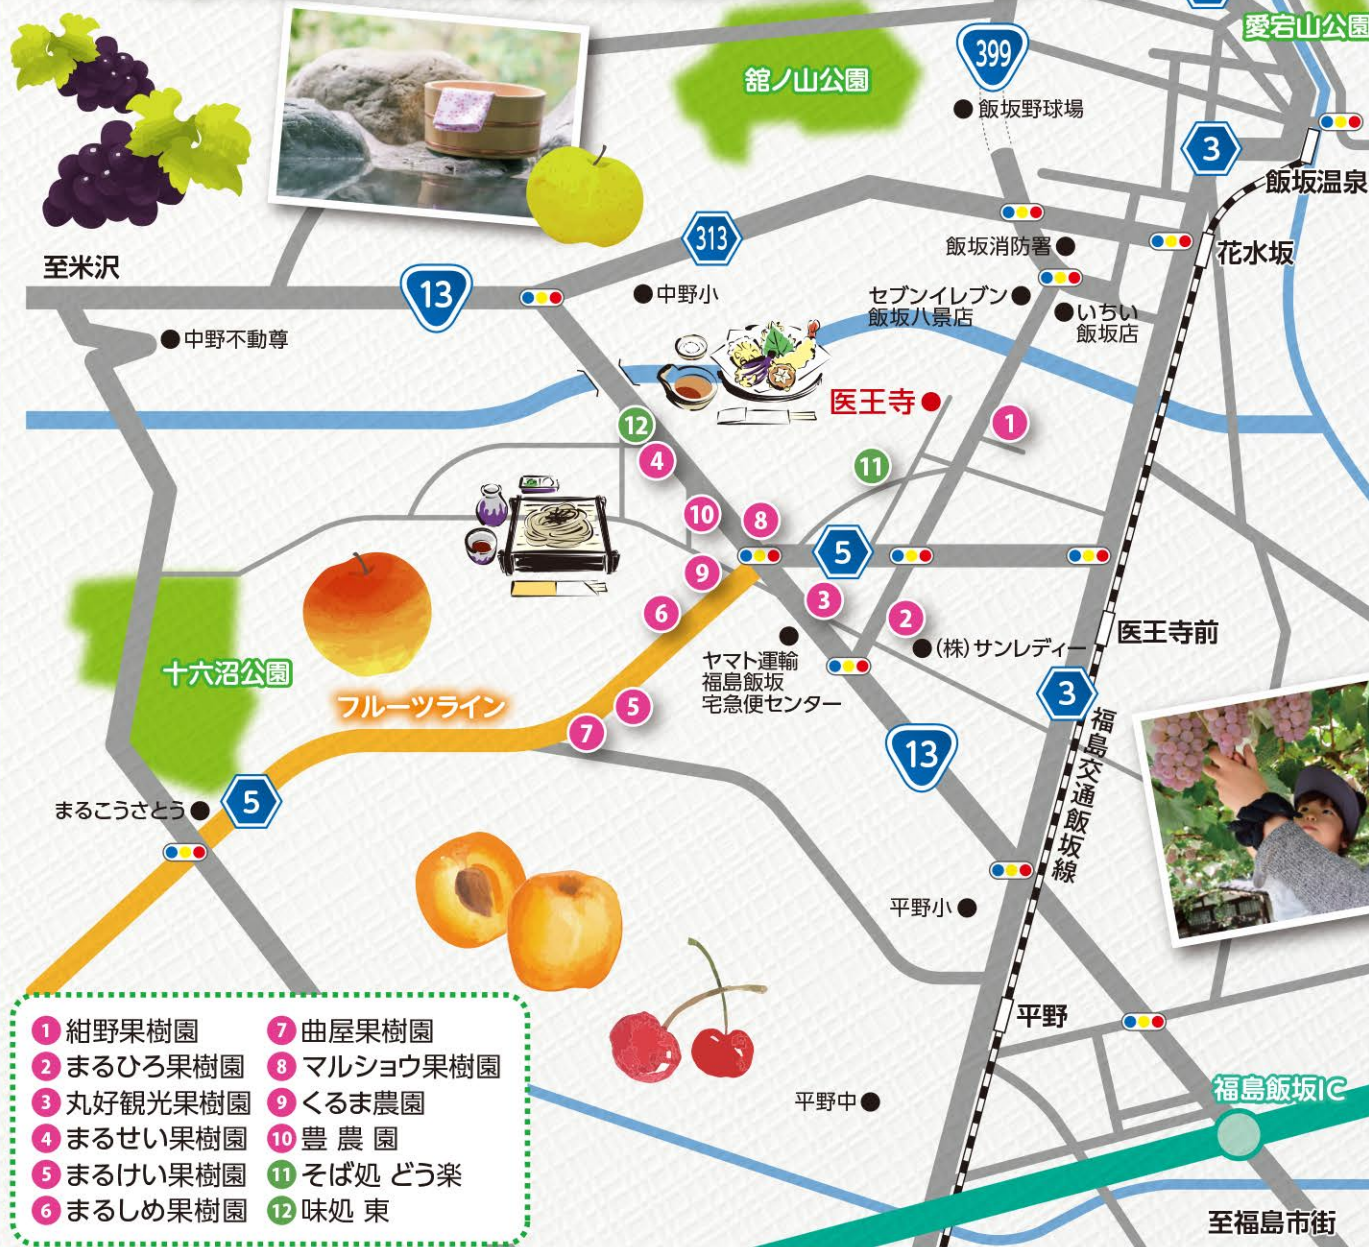 愛宕山公園
399
舘ノ山公園
飯坂野球場
3
飯坂温泉
313
飯坂消防署
花水坂
至米沢
13
中野小
セブンイレブン
飯坂八景店
いちい
飯坂店
中野不動尊
医王寺
1
12
4
11
10
8
5
9
3
6
2
医王寺前
ヤマト運輸
福島飯坂
宅急便センター
(株)サンレディー
十六沼公園
フルーツライン
5
7
3
13
福島交通飯坂線
まるこうさとう
5
平野小
平野
平野中
福島飯坂IC
至福島市街
1 紺野果樹園
2 まるひろ果樹園
3 丸好観光果樹園
4 まるせい果樹園
5 まるけい果樹園
6 まるしめ果樹園
7 曲屋果樹園
8 マルショウ果樹園
9 くるま農園
10 豊 農 園
11 そば処 どう楽
12 味処 東